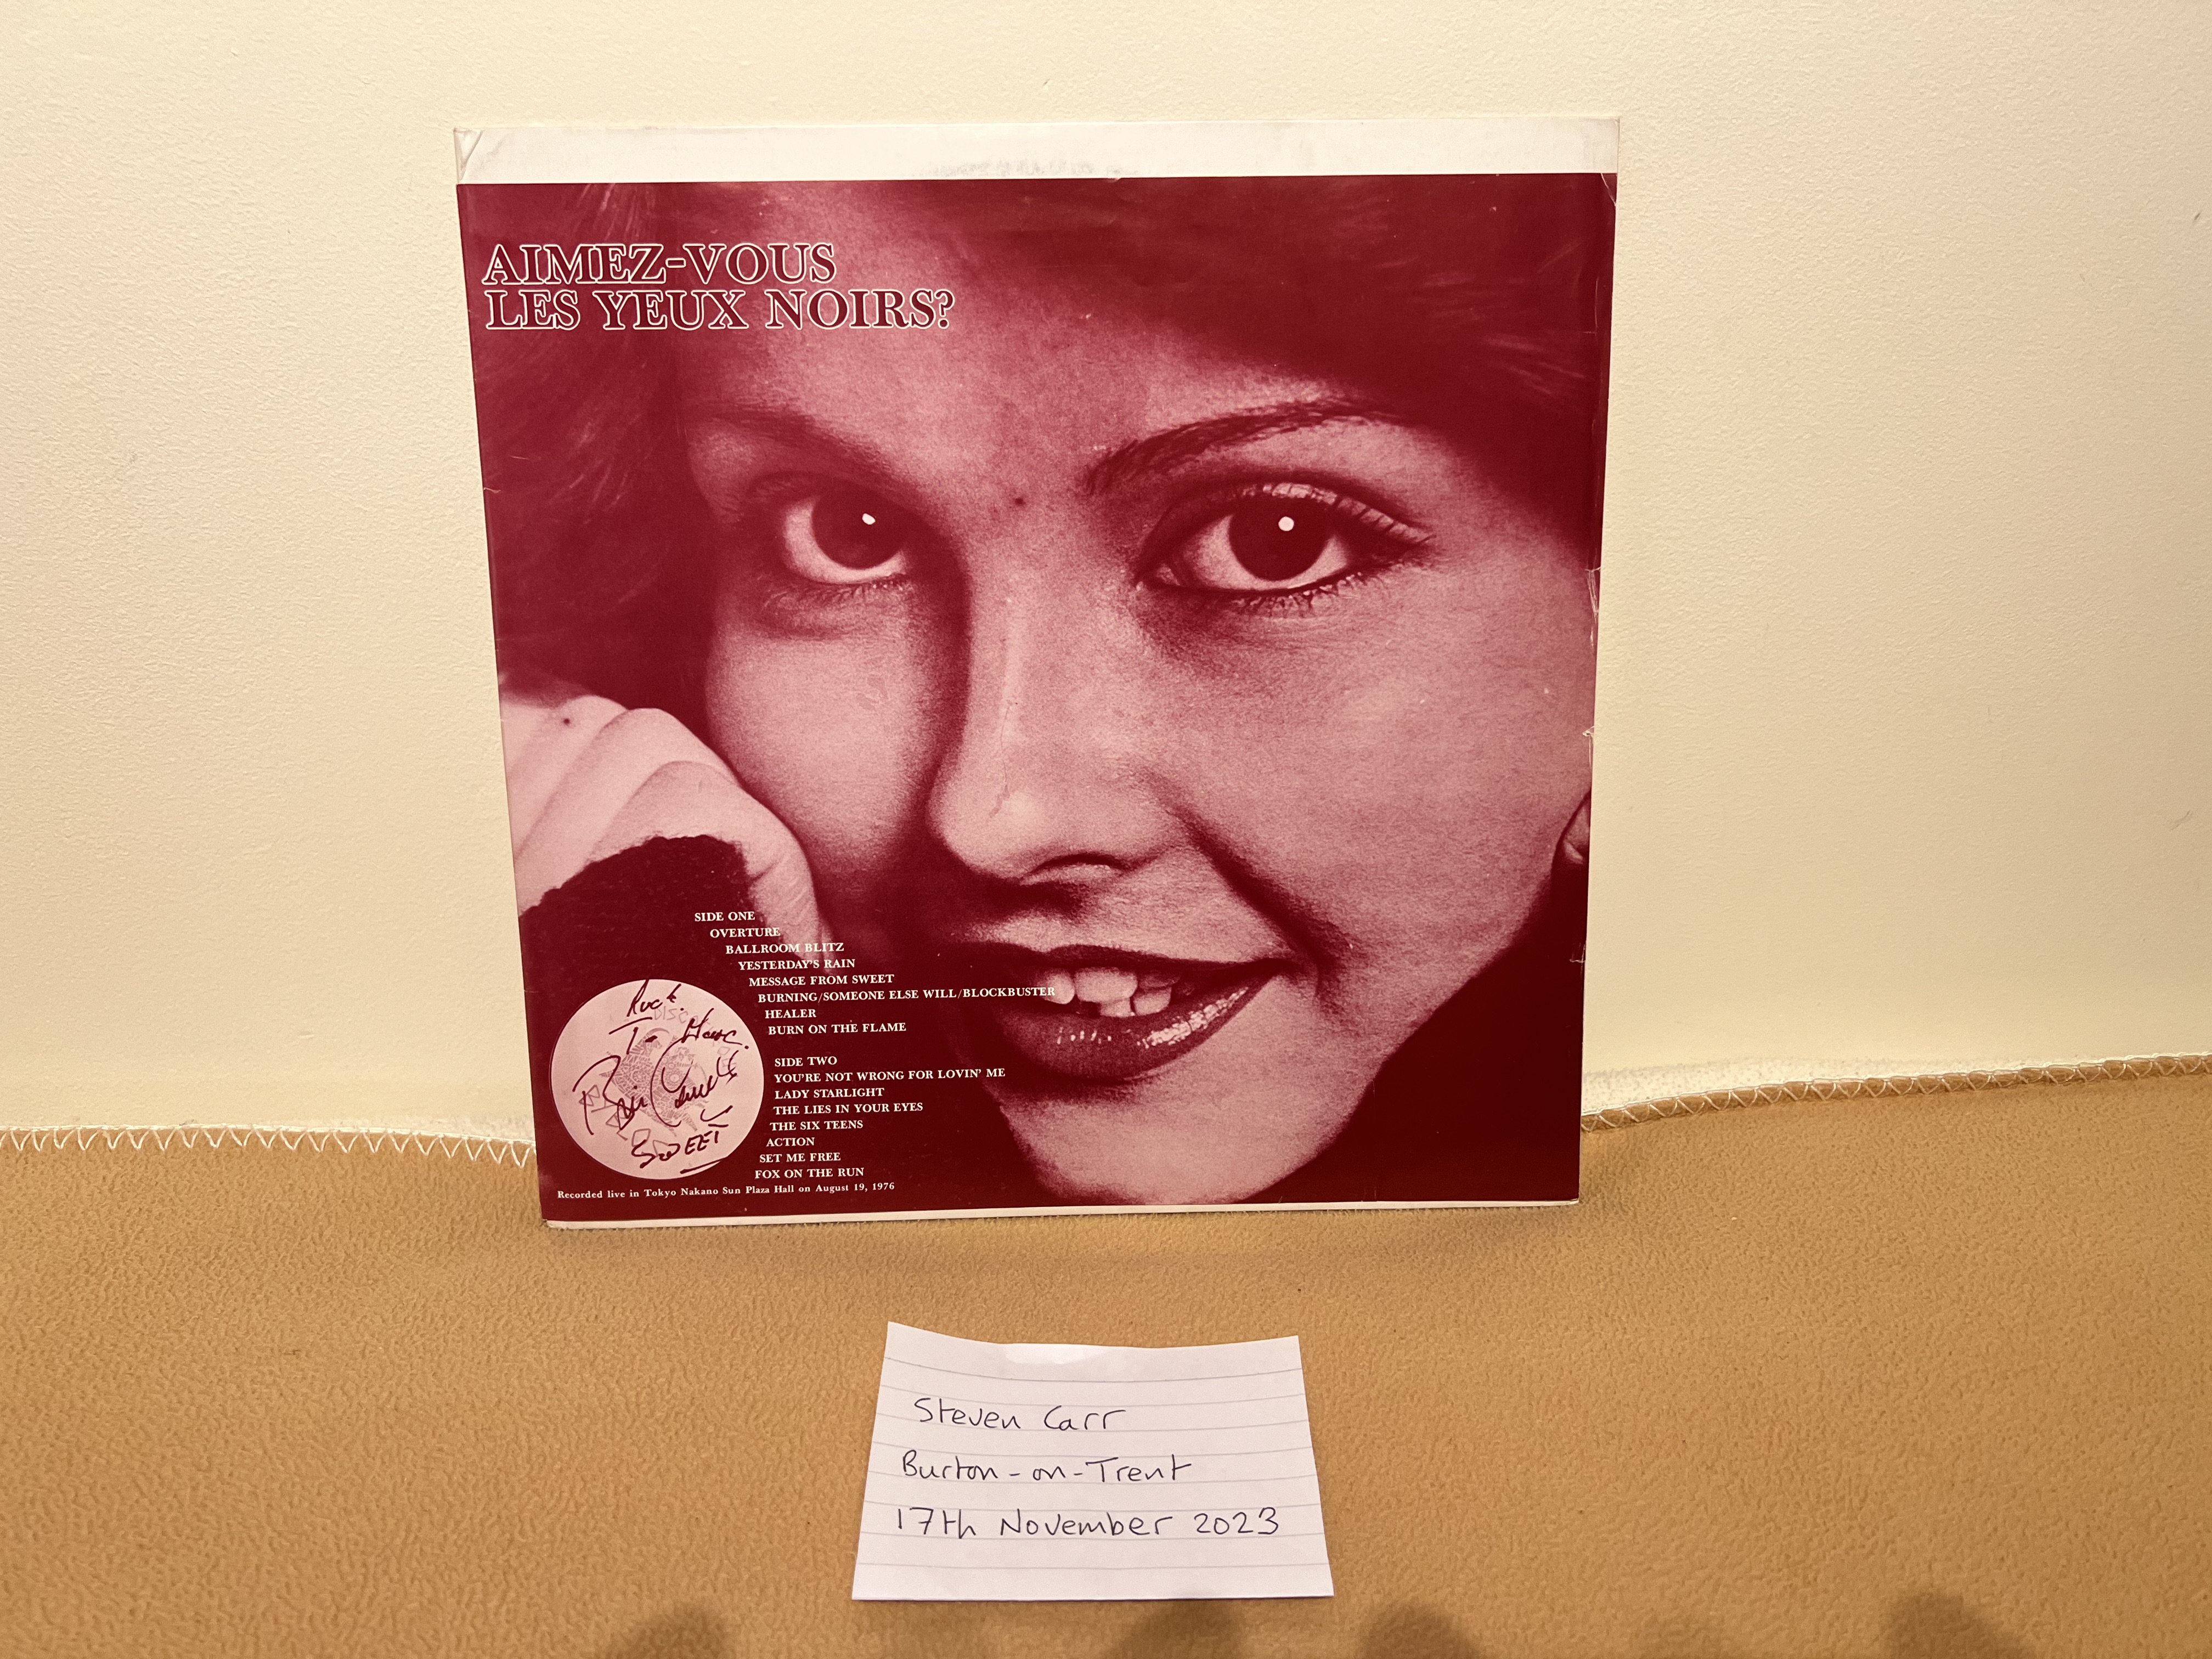 AIMEZ-VOUS
LES YEUX NOIRS?
SIDE ONE
OVERTURE
BALLROOM BLITZ
YESTERDAY'S RAIN
MESSAGE FROM SWEET
BURNING/SOMEONE ELSE WILL/BLOCKBUSTER
HEALER
BURN ON THE FLAME
SIDE TWO
YOU'RE NOT WRONG FOR LOVIN' ME
LADY STARLIGHT
THE LIES IN YOUR EYES
THE SIX TEENS
ACTION
SET ME FREE
FOX ON THE RUN
DISC
SWEET
Recorded live in Tokyo Nakano Sun Plaza Hall on August 19, 1976
Steven Carr
Burton-on-Trent
17th November 2023